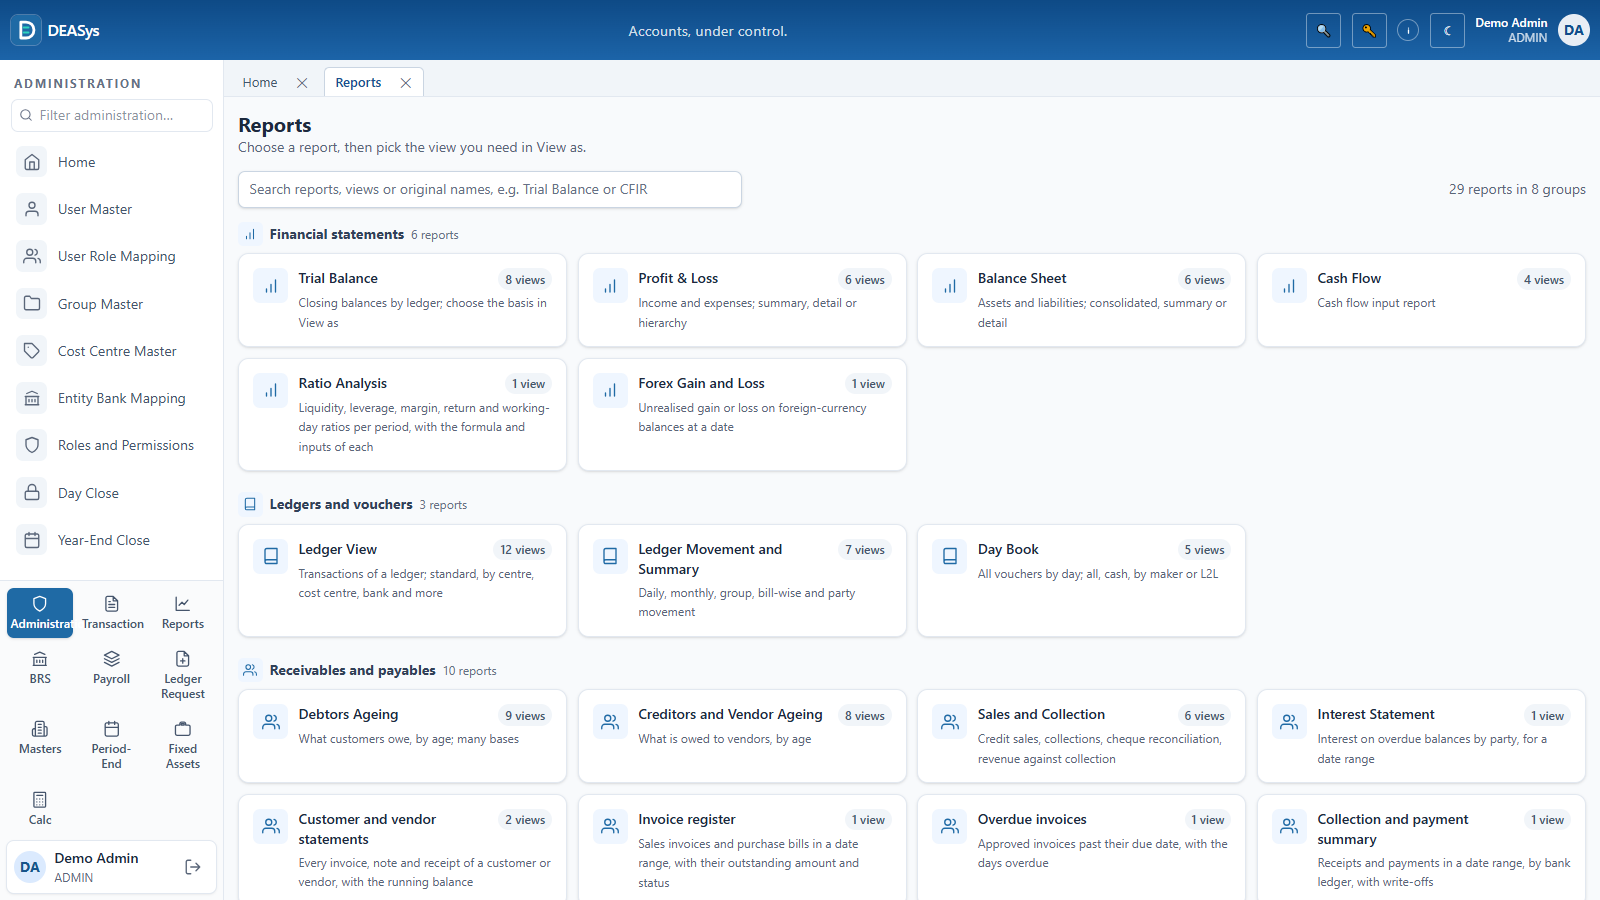 DEASys
Accounts, under control.
Demo Admin
ADMIN
DA
ADMINISTRATION
Filter administration...
Home
User Master
User Role Mapping
Group Master
Cost Centre Master
Entity Bank Mapping
Roles and Permissions
Day Close
Year-End Close
Administrat
Transaction
Reports
BRS
Payroll
Ledger
Request
Masters
Period-
End
Fixed
Assets
Calc
DA
Demo Admin
ADMIN
Home
Reports
Reports
Choose a report, then pick the view you need in View as.
Search reports, views or original names, e.g. Trial Balance or CFIR
29 reports in 8 groups
Financial statements 6 reports
Trial Balance
8 views
Closing balances by ledger; choose the basis in
View as
Profit & Loss
6 views
Income and expenses; summary, detail or
hierarchy
Balance Sheet
6 views
Assets and liabilities; consolidated, summary or
detail
Cash Flow
4 views
Cash flow input report
Ratio Analysis
1 view
Liquidity, leverage, margin, return and working-
day ratios per period, with the formula and
inputs of each
Forex Gain and Loss
1 view
Unrealised gain or loss on foreign-currency
balances at a date
Ledgers and vouchers 3 reports
Ledger View
12 views
Transactions of a ledger; standard, by centre,
cost centre, bank and more
Ledger Movement and
Summary
7 views
Daily, monthly, group, bill-wise and party
movement
Day Book
5 views
All vouchers by day; all, cash, by maker or L2L
Receivables and payables 10 reports
Debtors Ageing
9 views
What customers owe, by age; many bases
Creditors and Vendor Ageing
8 views
What is owed to vendors, by age
Sales and Collection
6 views
Credit sales, collections, cheque reconciliation,
revenue against collection
Interest Statement
1 view
Interest on overdue balances by party, for a
date range
Customer and vendor
statements
2 views
Every invoice, note and receipt of a customer or
vendor, with the running balance
Invoice register
1 view
Sales invoices and purchase bills in a date
range, with their outstanding amount and
status
Overdue invoices
1 view
Approved invoices past their due date, with the
days overdue
Collection and payment
summary
1 view
Receipts and payments in a date range, by bank
ledger, with write-offs